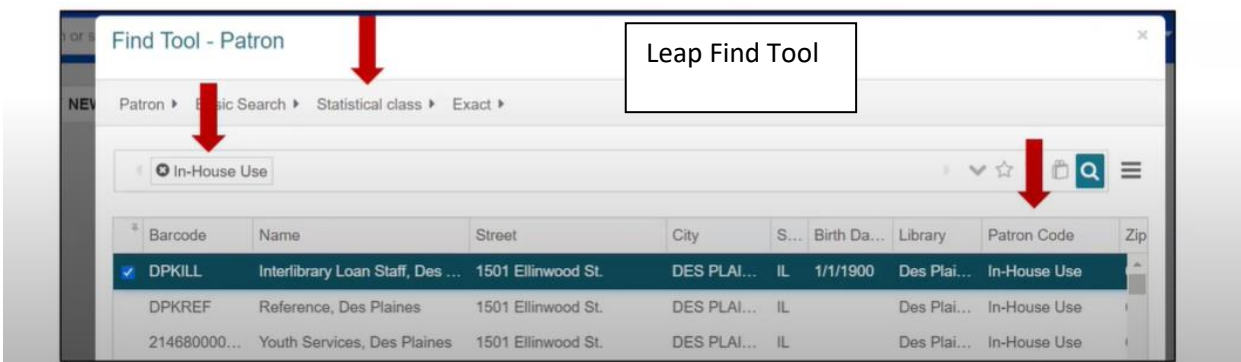 Find Tool - Patron
Leap Find Tool
NEW
Patron Basic Search Statistical class Exact
In-House Use
Barcode Name Street City S... Birth Da... Library Patron Code Zip
DPKILL Interlibrary Loan Staff, Des ... 1501 Ellinwood St. DES PLAI... IL 1/1/1900 Des Plai... In-House Use
DPKREF Reference, Des Plaines 1501 Ellinwood St. DES PLAI... IL Des Plai... In-House Use
214680000... Youth Services, Des Plaines 1501 Ellinwood St. DES PLAI... IL Des Plai... In-House Use